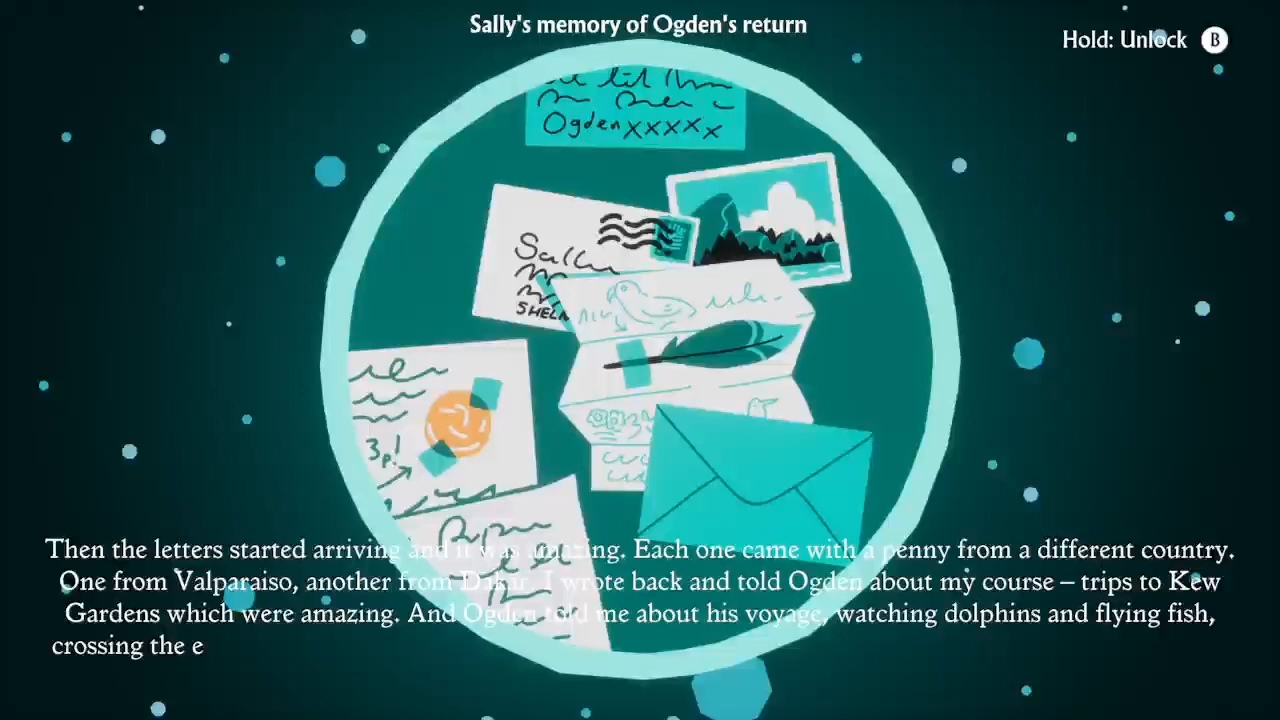 Sally's memory of Ogden's return
Hold: Unlock B
Ogden xxxxx
Sally
SHELM
3p!
Then the letters started arriving and it was amazing. Each one came with a penny from a different country.
One from Valparaiso, another from Dakar. I wrote back and told Ogden about my course – trips to Kew
Gardens which were amazing. And Ogden told me about his voyage, watching dolphins and flying fish,
crossing the e